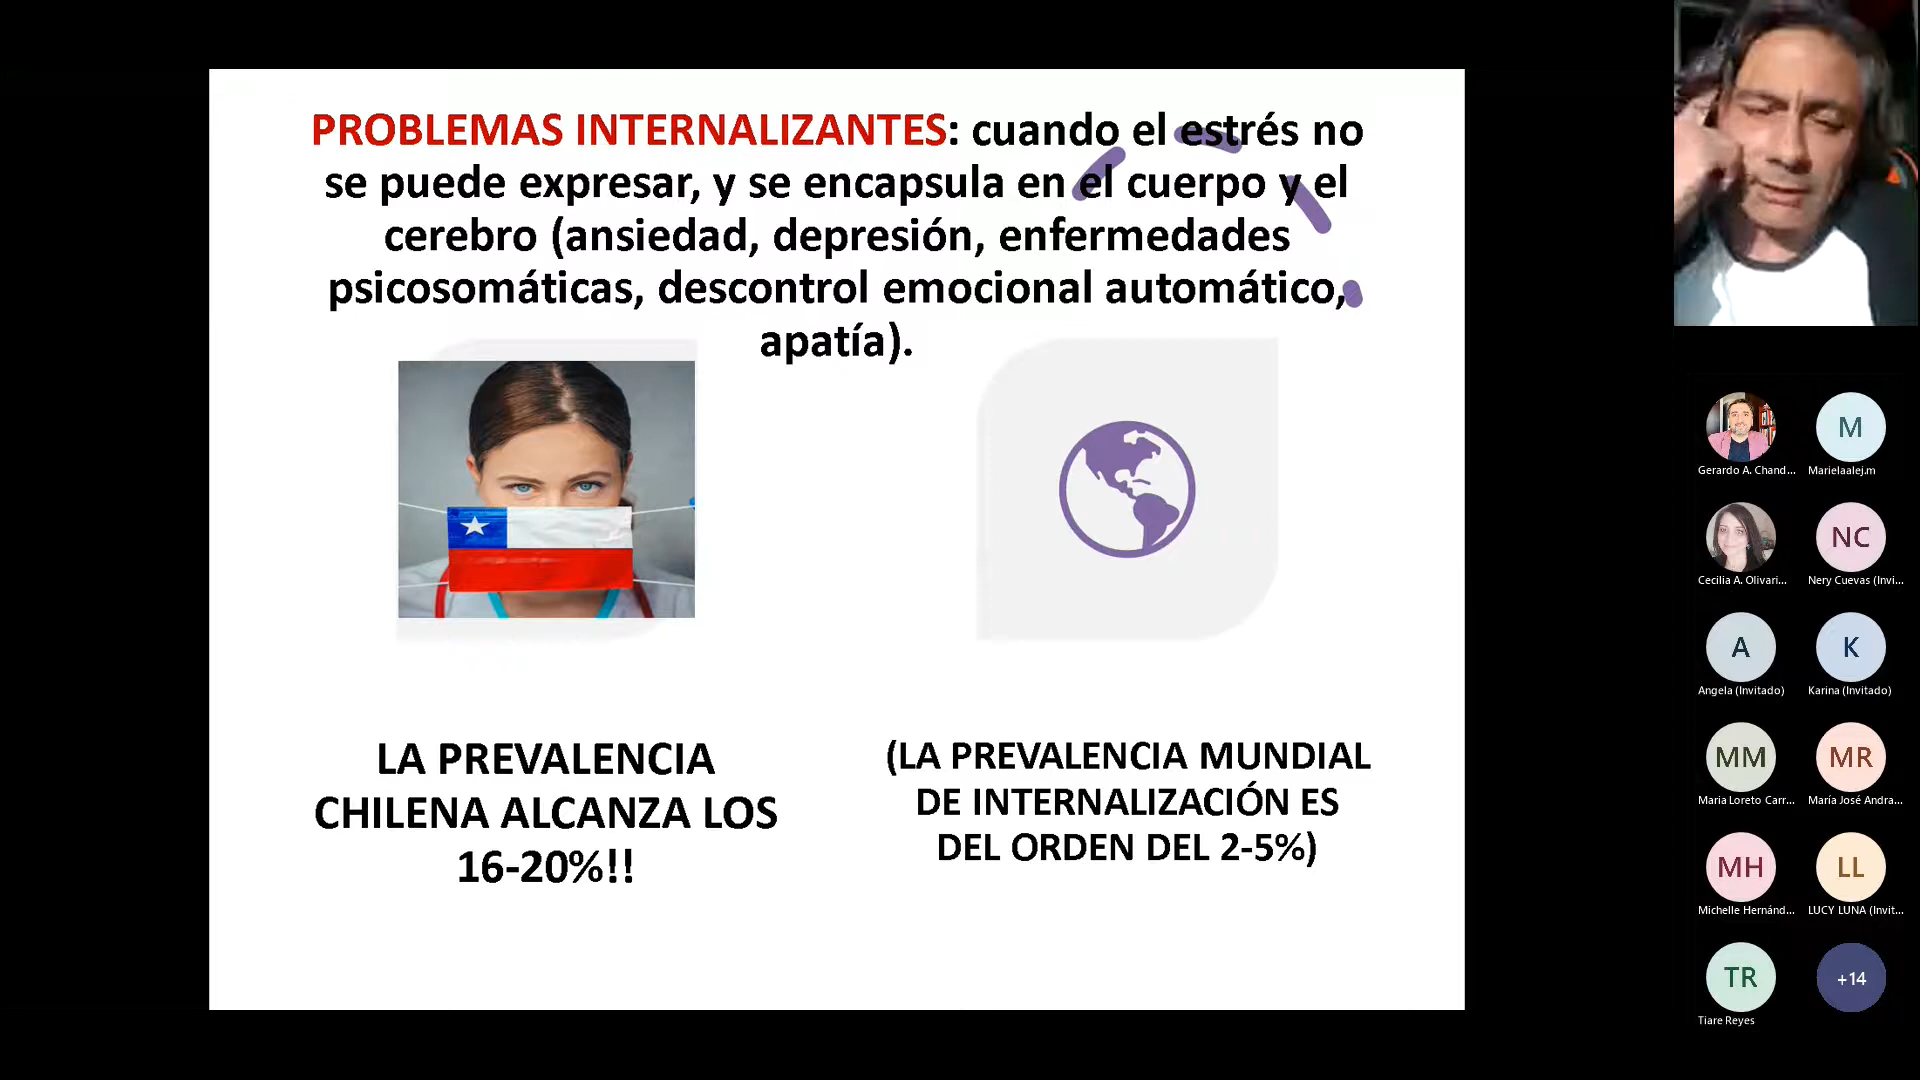 PROBLEMAS INTERNALIZANTES: cuando el estrés no
se puede expresar, y se encapsula en el cuerpo y el
cerebro (ansiedad, depresión, enfermedades
psicosomáticas, descontrol emocional automático,
apatía).
LA PREVALENCIA
CHILENA ALCANZA LOS
16-20%!!
(LA PREVALENCIA MUNDIAL
DE INTERNALIZACIÓN ES
DEL ORDEN DEL 2-5%)
Gerardo A. Chand...
M
Marielaalej.m
Cecilia A. Olivari...
NC
Nery Cuevas (Invi...
A
Angela (Invitado)
K
Karina (Invitado)
MM
Maria Loreto Carr...
MR
María José Andra...
MH
Michelle Hernánd...
LL
LUCY LUNA (Invit...
TR
Tiare Reyes
+14